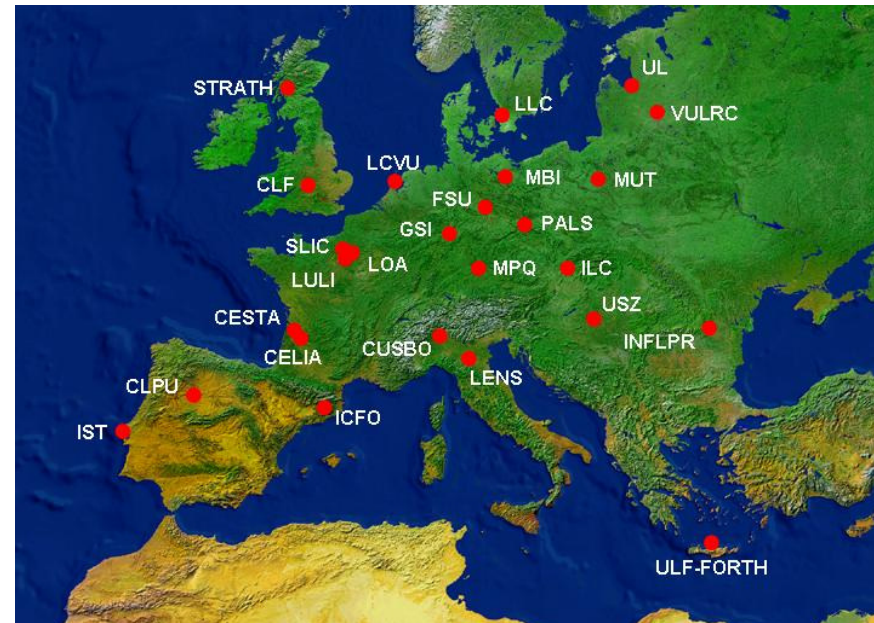 UL
STRATH
LLC
VULRC
LCVU
CLF
MBI
MUT
FSU
PALS
GSI
SLIC
LOA
LULI
MPQ
ILC
USZ
CESTA
INFLPR
CELIA
CUSBO
LENS
CLPU
ICFO
IST
ULF-FORTH